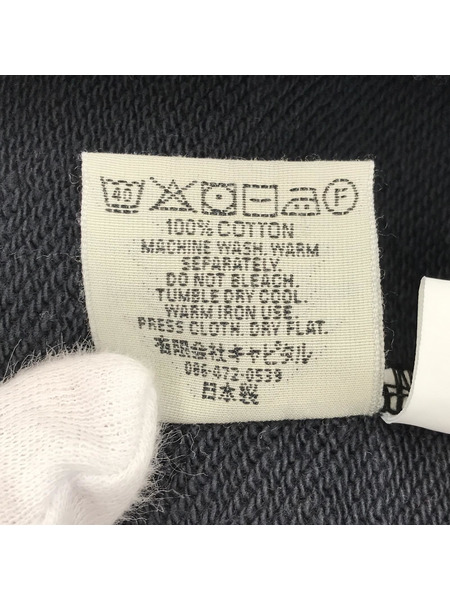 40 F
100% COTTON
MACHINE WASH, WARM
SEPARATELY.
DO NOT BLEACH.
TUMBLE DRY COOL.
WARM IRON USE
PRESS CLOTH, DRY FLAT.
有限会社キャピタル
086-472-0539
日本製